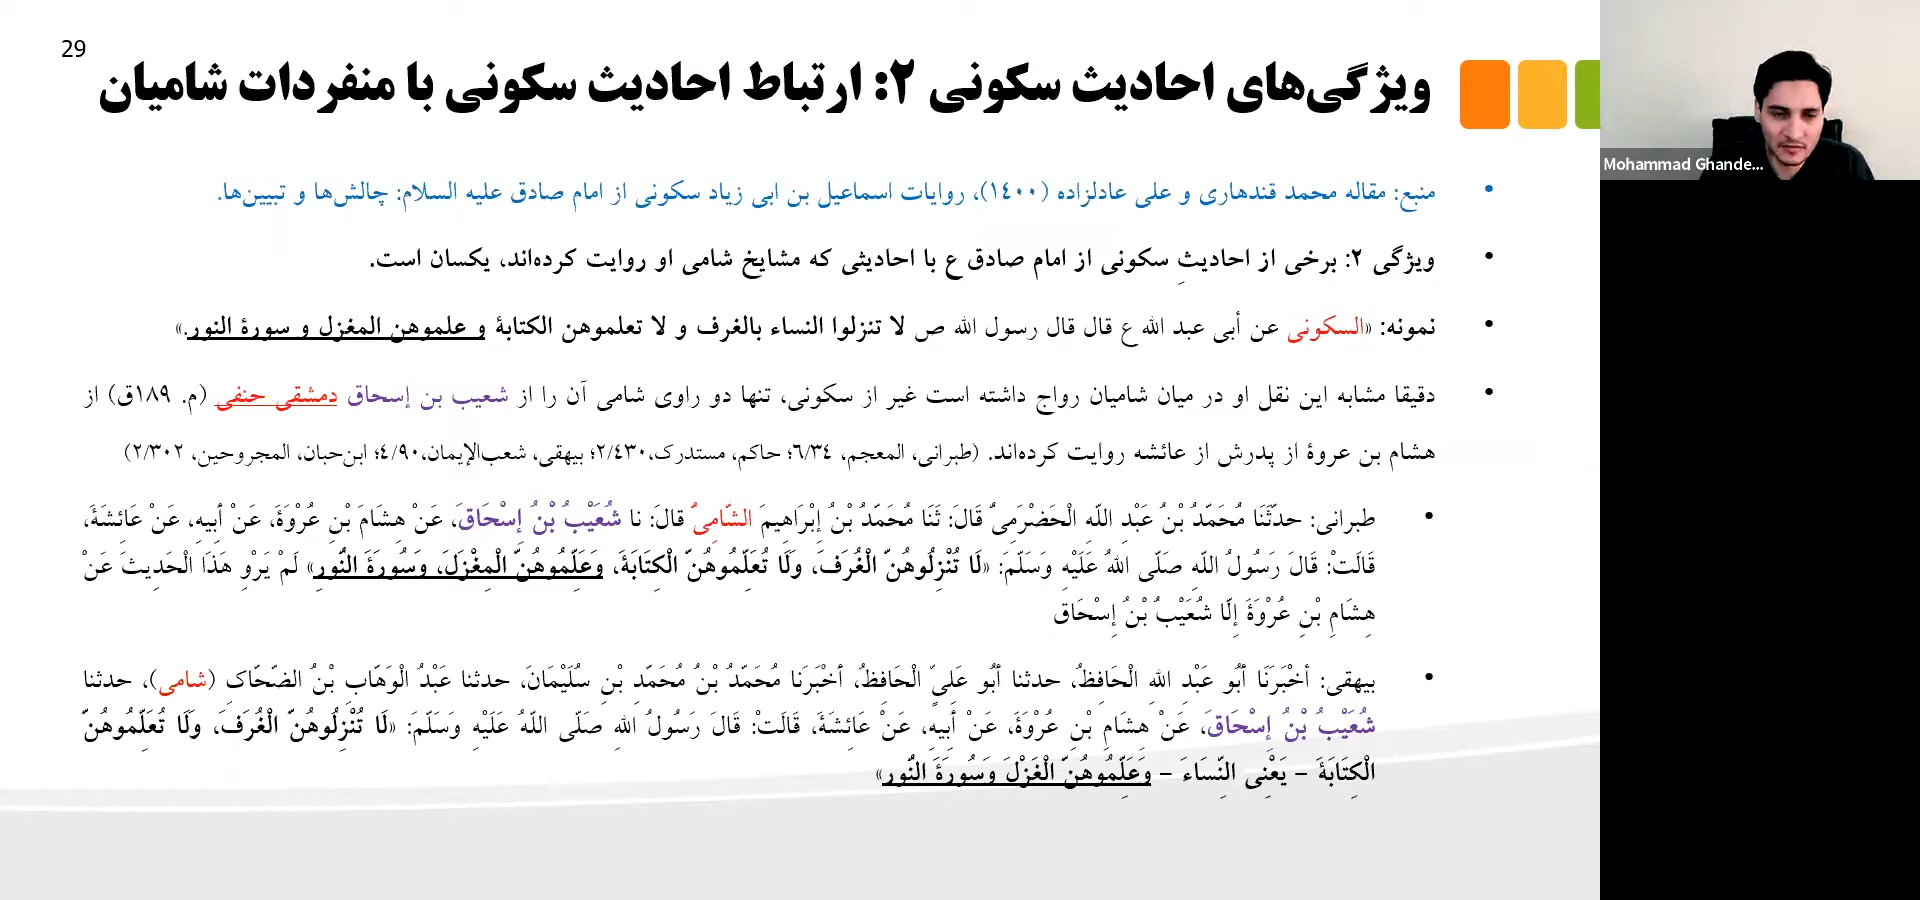 29
ویژگی‌های احادیث سکونی ۲: ارتباط احادیث سکونی با منفردات شامیان
Mohammad Ghande...
• منبع: مقاله محمد قندهاری و علی عادلزاده (۱۴۰۰)، روایات اسماعیل بن ابی زیاد سکونی از امام صادق علیه السلام: چالش‌ها و تبیین‌ها.
• ویژگی ۲: برخی از احادیثِ سکونی از امام صادق ع با احادیثی که مشایخ شامی او روایت کرده‌اند، یکسان است.
• نمونه: «السکونی عن أبی عبد الله ع قال قال رسول الله ص لا تنزلوا النساء بالغرف و لا تعلموهن الکتابة و علموهن المغزل و سورة النور.»
• دقیقا مشابه این نقل او در میان شامیان رواج داشته است غیر از سکونی، تنها دو راوی شامی آن را از شعیب بن إسحاق دمشقی حنفی (م. ۱۸۹ق) از
هشام بن عروة از پدرش از عائشه روایت کرده‌اند. (طبرانی، المعجم، ۶/۳۴؛ حاکم، مستدرک،۲/۴۳۰؛ بیهقی، شعب‌الإیمان،۴/۹۰؛ ابن‌حبان، المجروحین، ۲/۳۰۲)
• طبرانی: حدّثَنَا مُحَمّدُ بْنُ عَبْدِ اللّهِ الْحَضْرَمِیُّ قَالَ: ثَنَا مُحَمّدُ بْنُ إِبْرَاهِیمَ الشّامِیُّ قالَ: نا شُعَیْبُ بْنُ إِسْحَاقَ، عَنْ هِشَامَ بْنِ عُرْوَةَ، عَنْ أَبِیهِ، عَنْ عَائِشَةَ،
قَالَتْ: قَالَ رَسُولُ اللّهِ صَلّی اللهُ عَلَیْهِ وَسَلّمَ: «لَا تُنْزِلُوهُنّ الْغُرَفَ، وَلَا تُعَلّمُوهُنّ الْکِتَابَةَ، وَعَلّمُوهُنّ الْمِغْزَلَ، وَسُورَةَ النُّورِ» لَمْ یَرْوِ هَذَا الْحَدِیثَ عَنْ
هِشَامِ بْنِ عُرْوَةَ إِلّا شُعَیْبُ بْنُ إِسْحَاق
• بیهقی: أَخْبَرَنَا أَبُو عَبْدِ اللهِ الْحَافِظُ، حدثنا أَبُو عَلِیٍّ الْحَافِظُ، أَخْبَرَنَا مُحَمّدُ بْنُ مُحَمّدِ بْنِ سُلَیْمَانَ، حدثنا عَبْدُ الْوَهّابِ بْنُ الضّحّاک (شامی)، حدثنا
شُعَیْبُ بْنُ إِسْحَاقَ، عَنْ هِشَامِ بْنِ عُرْوَةَ، عَنْ أَبِیهِ، عَنْ عَائِشَةَ، قَالَتْ: قَالَ رَسُولُ اللهِ صَلّی اللهُ عَلَیْهِ وَسَلّمَ: «لَا تُنْزِلُوهُنّ الْغُرَفَ، وَلَا تُعَلّمُوهُنّ
الْکِتَابَةَ – یَعْنِی النِّسَاءَ – وَعَلّمُوهُنّ الْغَزْلَ وَسُورَةَ النُّورِ»